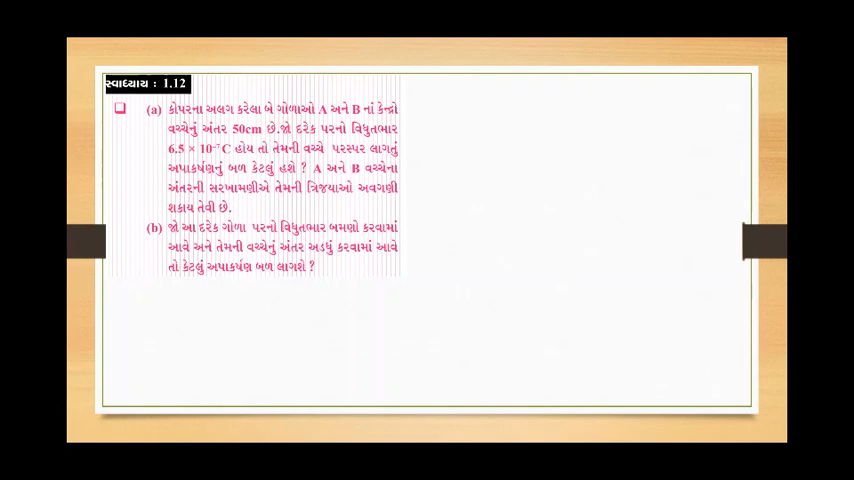 સ્વાધ્યાય : 1.12
(a) કોપરના અલગ કરેલા બે ગોળાઓ A અને B નાં કેન્દ્રો
વચ્ચેનું અંતર 50cm છે.જો દરેક પરનો વિધુતભાર
6.5 × 10⁻⁷ C હોય તો તેમની વચ્ચે પરસ્પર લાગતું
અપાકર્ષણનું બળ કેટલું હશે ? A અને B વચ્ચેના
અંતરની સરખામણીએ તેમની ત્રિજયાઓ અવગણી
શકાય તેવી છે.
(b) જો આ દરેક ગોળા પરનો વિધુતભાર બમણો કરવામાં
આવે અને તેમની વચ્ચેનું અંતર અડધું કરવામાં આવે
તો કેટલું અપાકર્ષણ બળ લાગશે ?